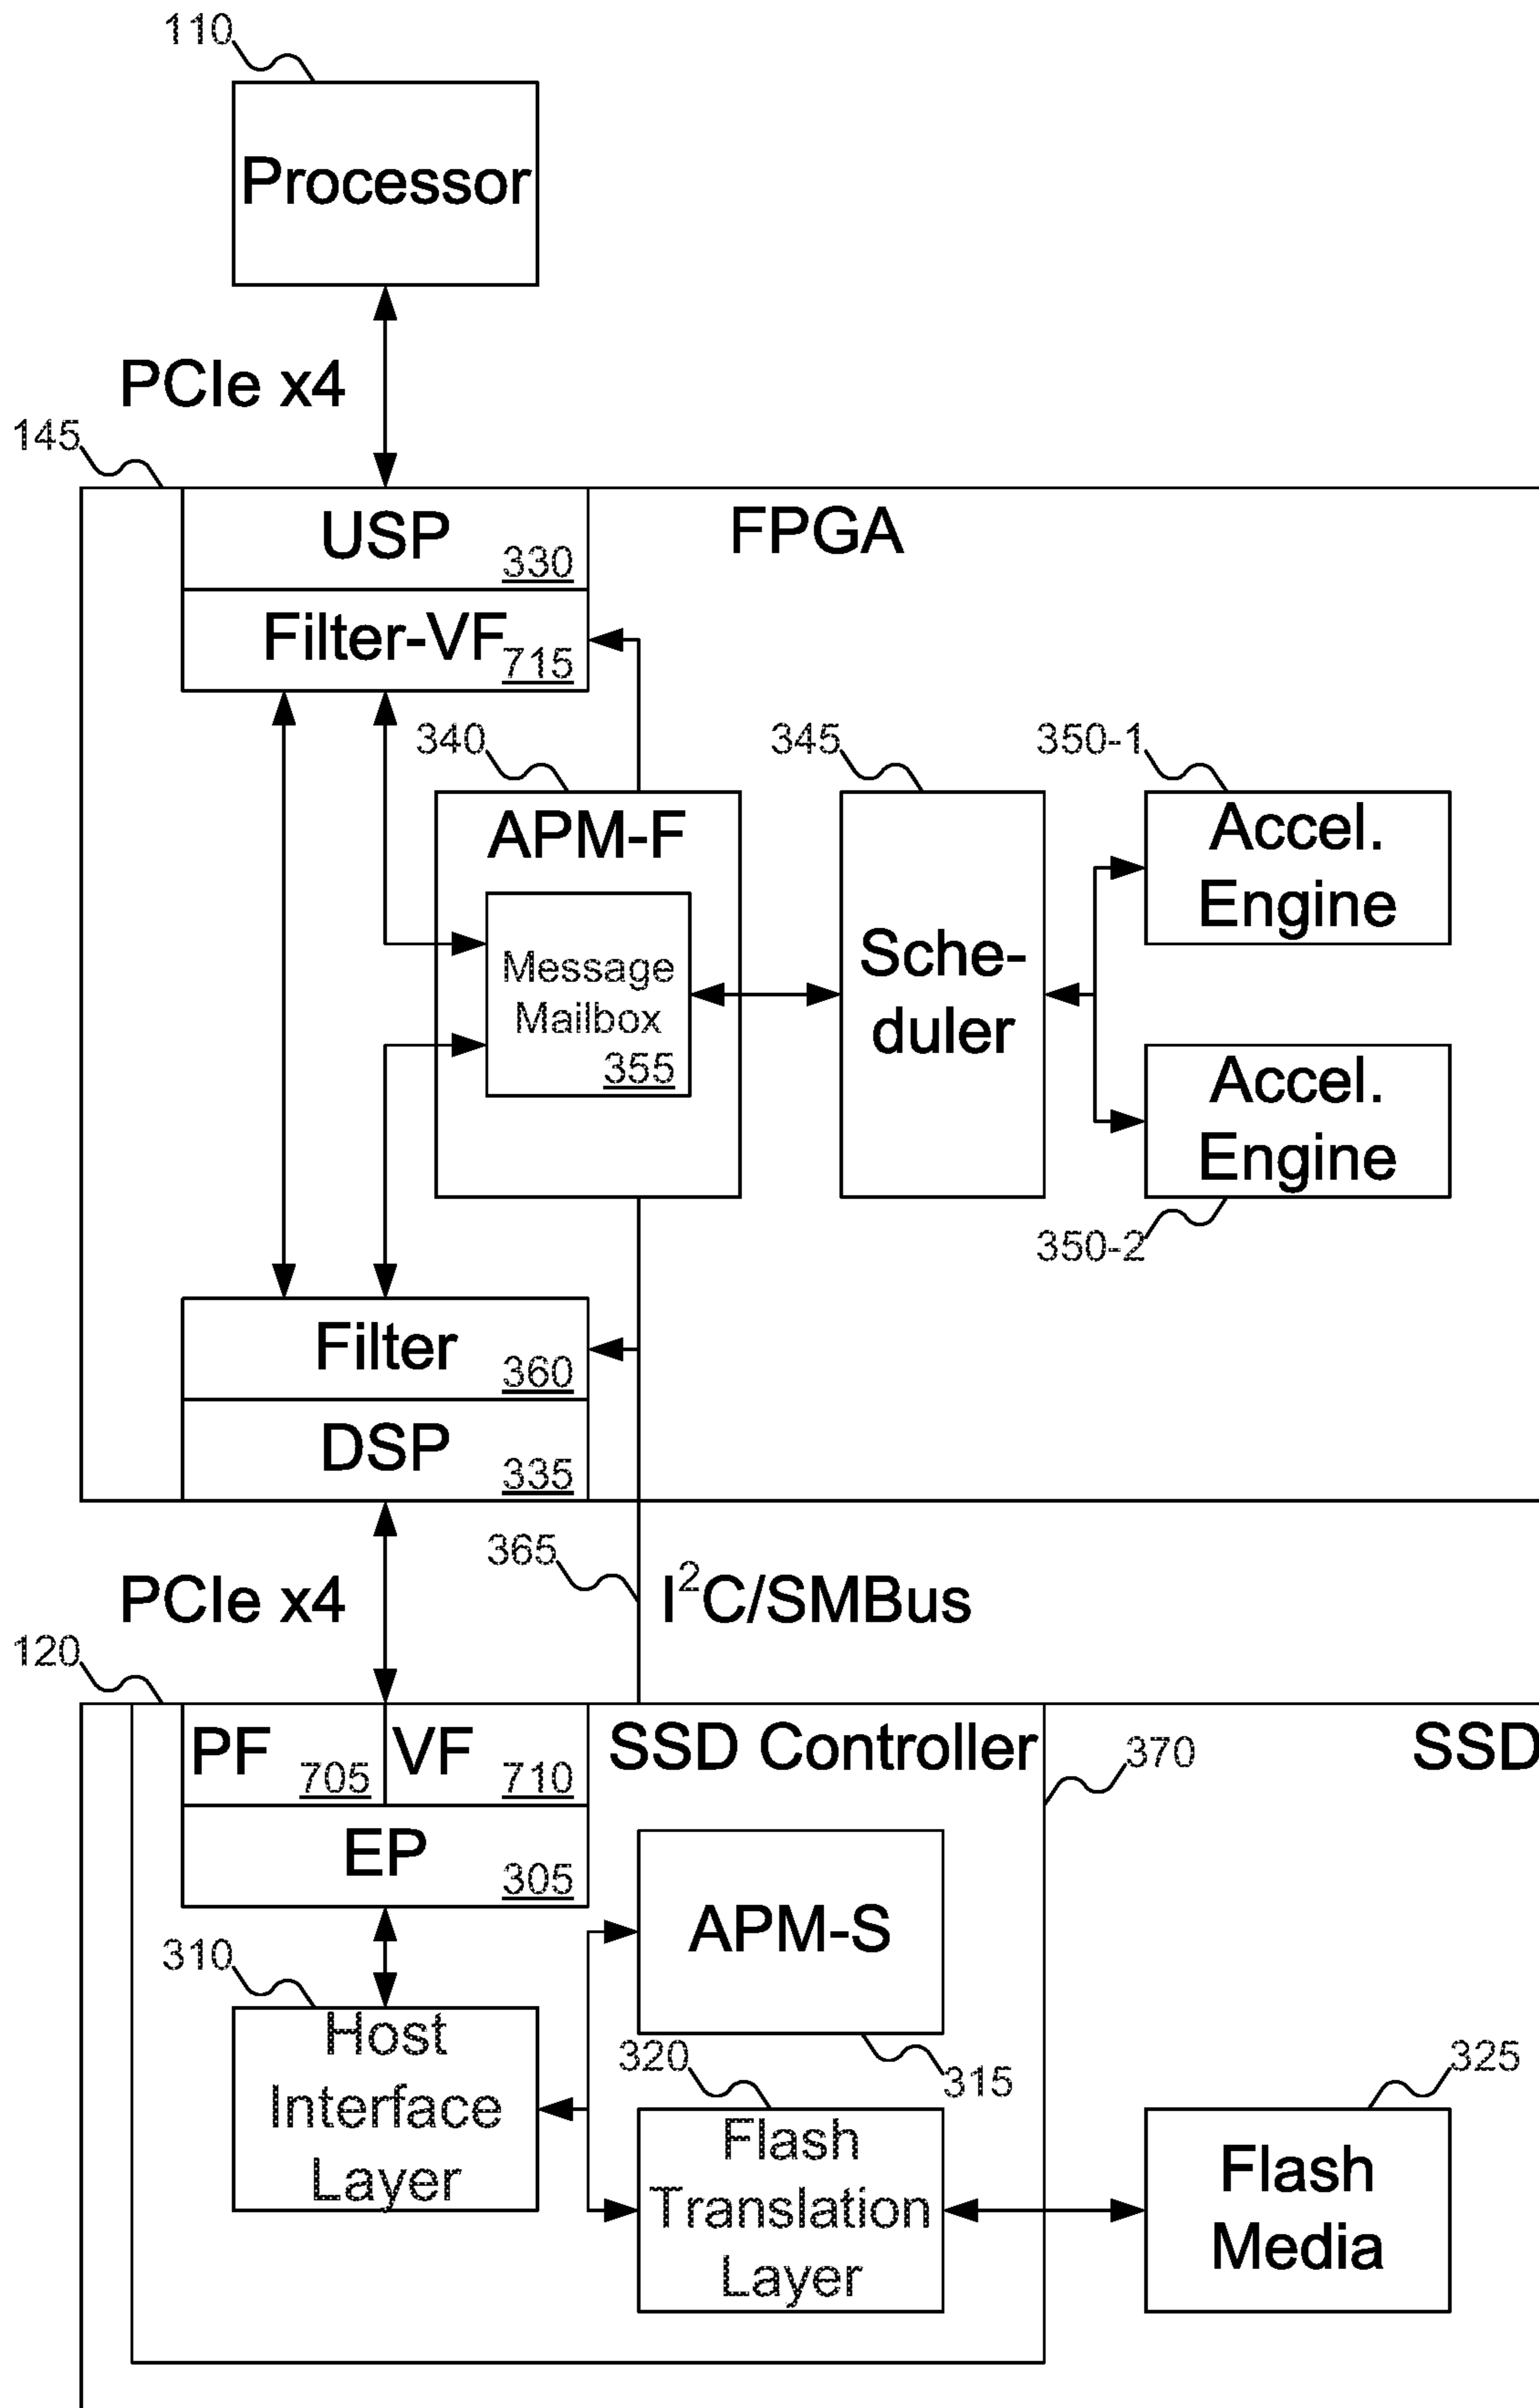 110
Processor
PCIe x4
145
USP
330
FPGA
Filter-VF
715
340
345
350-1
APM-F
Accel.
Engine
Message
Mailbox
355
Sche-
duler
Accel.
Engine
350-2
Filter
360
DSP
335
365
PCIe x4
I²C/SMBus
120
PF
705
VF
710
SSD Controller
370
SSD
EP
305
APM-S
310
Host
Interface
Layer
320
315
325
Flash
Translation
Layer
Flash
Media